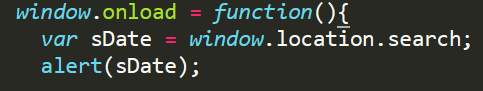 window.onload = function(){
var sDate = window.location.search;
alert(sDate);